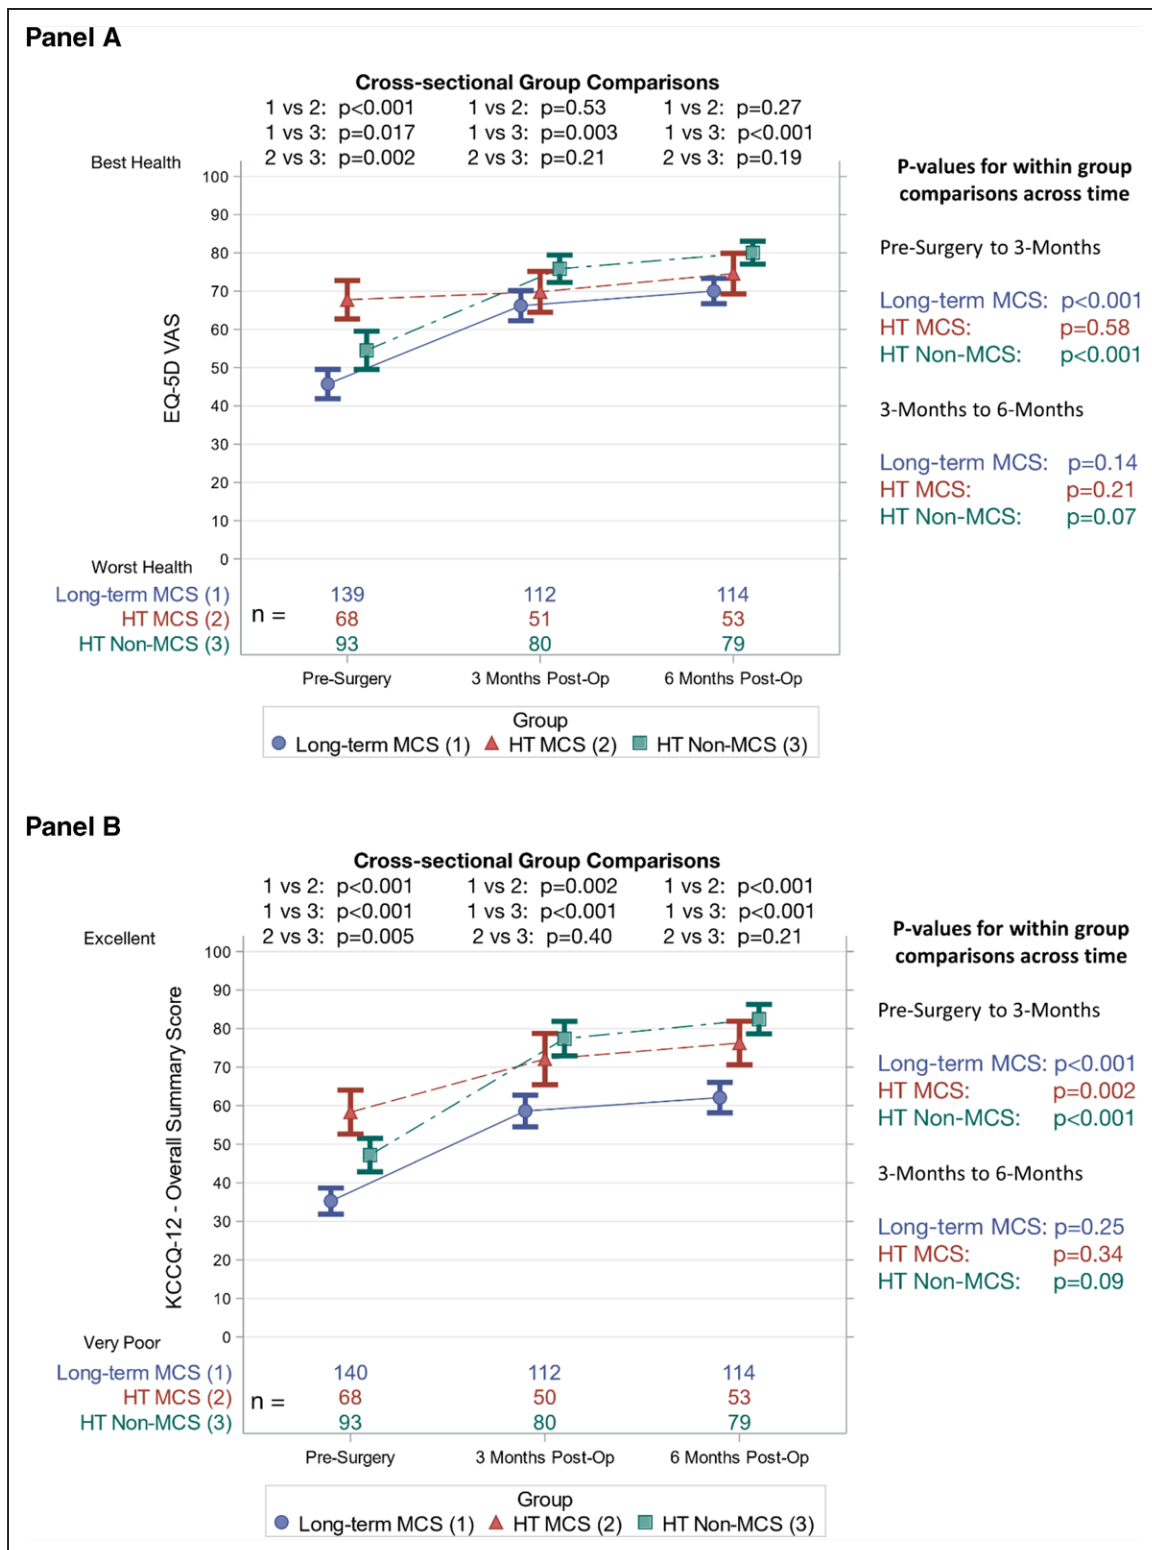 Panel A
Cross-sectional Group Comparisons
1 vs 2: p<0.001 1 vs 2: p=0.53 1 vs 2: p=0.27
1 vs 3: p=0.017 1 vs 3: p=0.003 1 vs 3: p<0.001
2 vs 3: p=0.002 2 vs 3: p=0.21 2 vs 3: p=0.19
Best Health
100
90
80
70
60
50
40
30
20
10
0
EQ-5D VAS
Worst Health
Long-term MCS (1) 139 112 114
HT MCS (2) 68 51 53
n =
HT Non-MCS (3) 93 80 79
Pre-Surgery 3 Months Post-Op 6 Months Post-Op
Group
Long-term MCS (1) HT MCS (2) HT Non-MCS (3)
P-values for within group
comparisons across time
Pre-Surgery to 3-Months
Long-term MCS: p<0.001
HT MCS: p=0.58
HT Non-MCS: p<0.001
3-Months to 6-Months
Long-term MCS: p=0.14
HT MCS: p=0.21
HT Non-MCS: p=0.07
Panel B
Cross-sectional Group Comparisons
1 vs 2: p<0.001 1 vs 2: p=0.002 1 vs 2: p<0.001
1 vs 3: p<0.001 1 vs 3: p<0.001 1 vs 3: p<0.001
2 vs 3: p=0.005 2 vs 3: p=0.40 2 vs 3: p=0.21
Excellent
100
90
80
70
60
50
40
30
20
10
0
KCCQ-12 - Overall Summary Score
Very Poor
Long-term MCS (1) 140 112 114
HT MCS (2) 68 50 53
n =
HT Non-MCS (3) 93 80 79
Pre-Surgery 3 Months Post-Op 6 Months Post-Op
Group
Long-term MCS (1) HT MCS (2) HT Non-MCS (3)
P-values for within group
comparisons across time
Pre-Surgery to 3-Months
Long-term MCS: p<0.001
HT MCS: p=0.002
HT Non-MCS: p<0.001
3-Months to 6-Months
Long-term MCS: p=0.25
HT MCS: p=0.34
HT Non-MCS: p=0.09